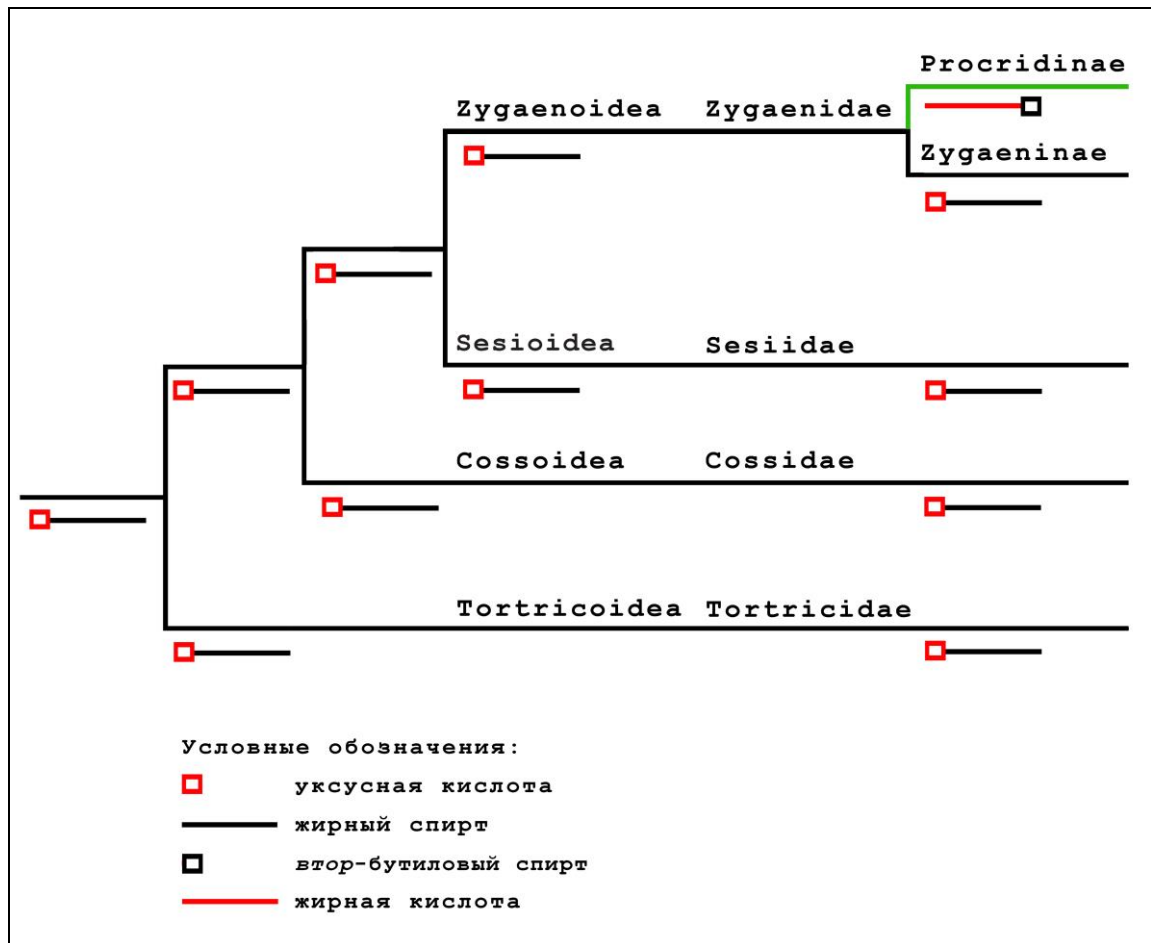 Procridinae
Zygaenoidea Zygaenidae
Zygaeninae
Sesioidea Sesiidae
Cossoidea Cossidae
Tortricoidea Tortricidae
Условные обозначения:
уксусная кислота
жирный спирт
втор-бутиловый спирт
жирная кислота